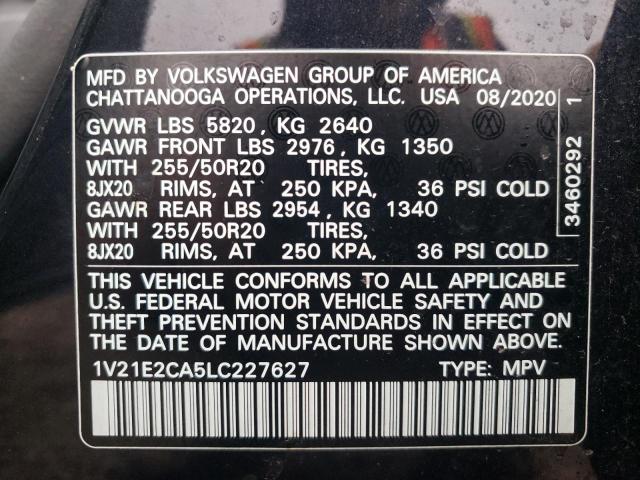 MFD BY VOLKSWAGEN GROUP OF AMERICA
CHATTANOOGA OPERATIONS, LLC. USA 08/2020
GVWR LBS 5820, KG 2640
GAWR FRONT LBS 2976, KG 1350
WITH 255/50R20 TIRES,
8JX20 RIMS, AT 250 KPA, 36 PSI COLD
GAWR REAR LBS 2954, KG 1340
WITH 255/50R20 TIRES,
8JX20 RIMS, AT 250 KPA, 36 PSI COLD
THIS VEHICLE CONFORMS TO ALL APPLICABLE
U.S. FEDERAL MOTOR VEHICLE SAFETY AND
THEFT PREVENTION STANDARDS IN EFFECT ON
THE DATE OF MANUFACTURE SHOWN ABOVE.
1V21E2CA5LC227627 TYPE: MPV
3460292 1